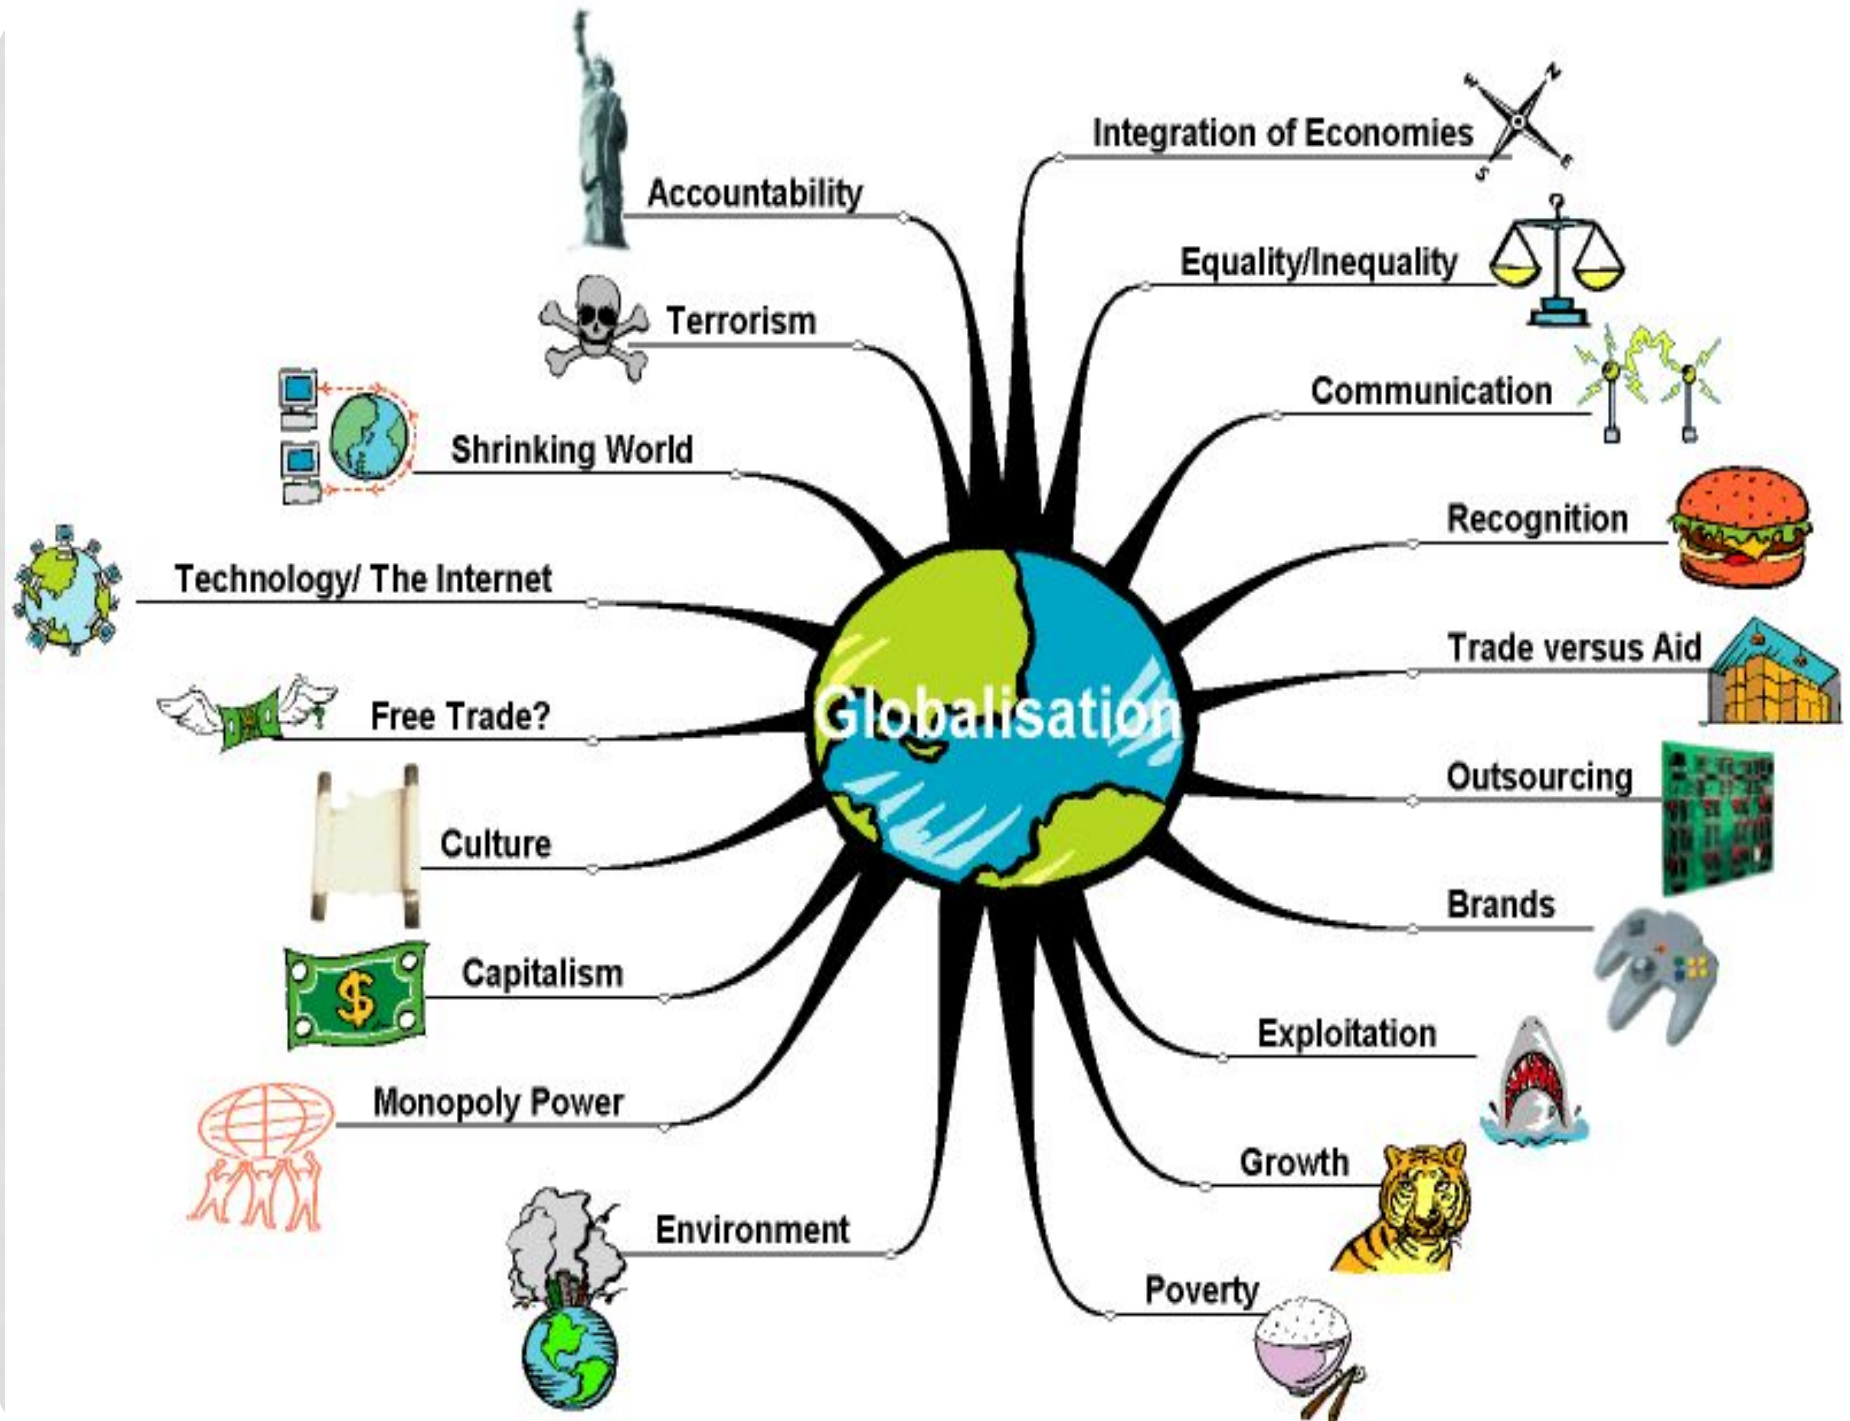 Globalisation
Integration of Economies
N
W
E
S
Equality/Inequality
Communication
Recognition
Trade versus Aid
Outsourcing
Brands
Exploitation
Growth
Poverty
Environment
Monopoly Power
Capitalism
$
Culture
Free Trade?
Technology/ The Internet
Shrinking World
Terrorism
Accountability